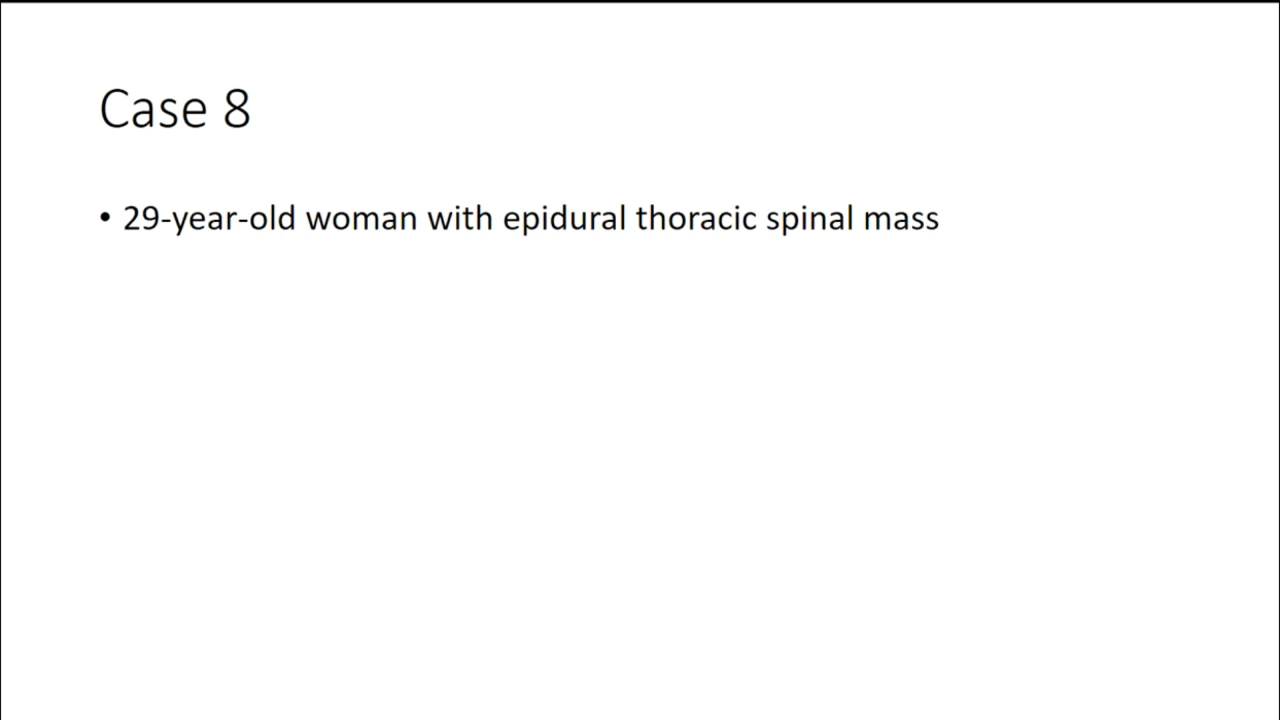 Case 8
• 29-year-old woman with epidural thoracic spinal mass